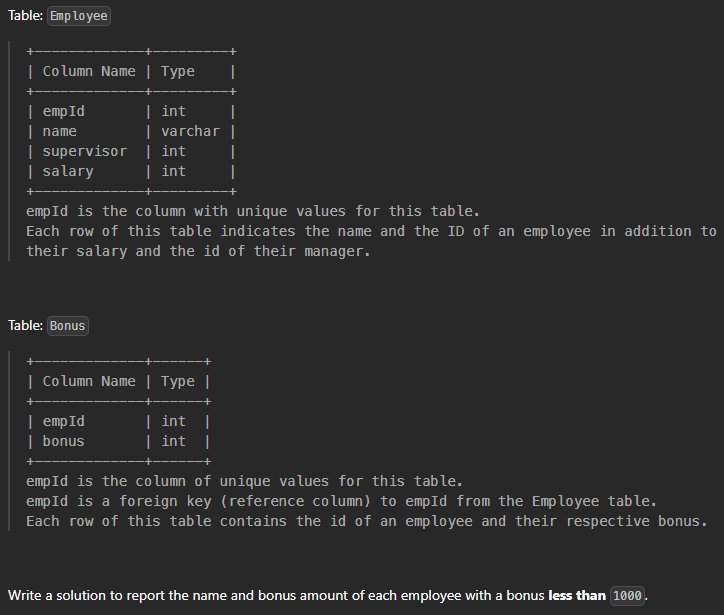 Table: Employee
+—————————————+—————————+
| Column Name | Type    |
+—————————————+—————————+
| empId       | int     |
| name        | varchar |
| supervisor  | int     |
| salary      | int     |
+—————————————+—————————+
empId is the column with unique values for this table.
Each row of this table indicates the name and the ID of an employee in addition to
their salary and the id of their manager.
Table: Bonus
+—————————————+——————+
| Column Name | Type |
+—————————————+——————+
| empId       | int  |
| bonus       | int  |
+—————————————+——————+
empId is the column of unique values for this table.
empId is a foreign key (reference column) to empId from the Employee table.
Each row of this table contains the id of an employee and their respective bonus.
Write a solution to report the name and bonus amount of each employee with a bonus less than 1000.